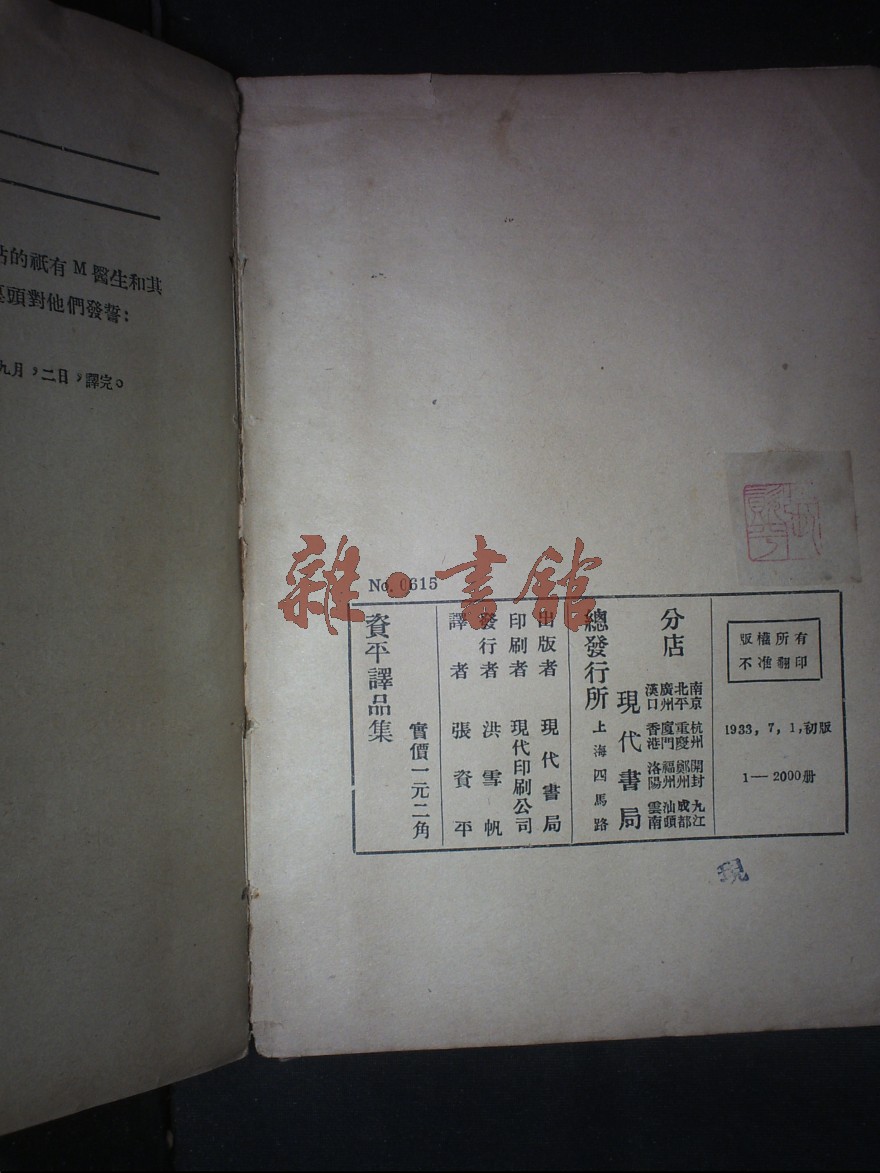 站的祇有M醫生和其
墓頭對他們發誓：
九月，二日，譯完。
No. 0615
雜·書館
版權所有
不准翻印
1933，7，1，初版
1—2000册
分店
南京 杭州 開封 九江
北平 重慶 鄭州 成都
廣州 廈門 福州 汕頭
漢口 香港 洛陽 雲南
總發行所
現代書局
上海四馬路
出版者 現代書局
印刷者 現代印刷公司
發行者 洪雪帆
譯者 張資平
實價一元二角
資平譯品集
現